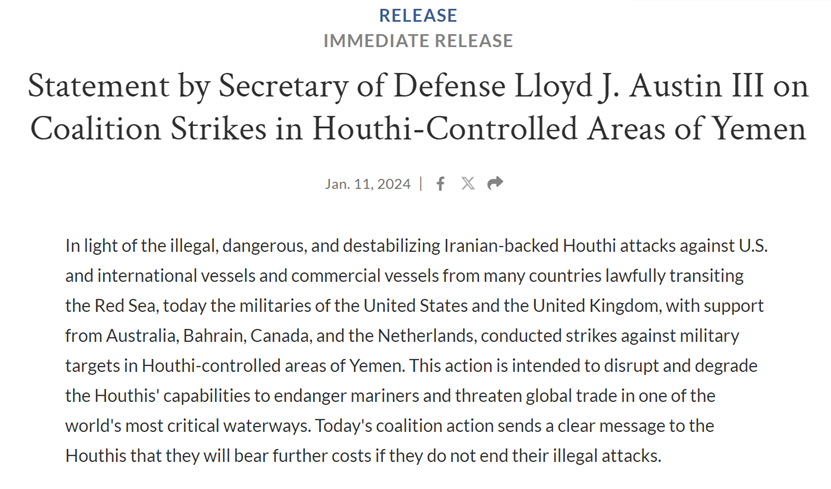 RELEASE
IMMEDIATE RELEASE
Statement by Secretary of Defense Lloyd J. Austin III on
Coalition Strikes in Houthi-Controlled Areas of Yemen
Jan. 11, 2024 |
In light of the illegal, dangerous, and destabilizing Iranian-backed Houthi attacks against U.S.
and international vessels and commercial vessels from many countries lawfully transiting
the Red Sea, today the militaries of the United States and the United Kingdom, with support
from Australia, Bahrain, Canada, and the Netherlands, conducted strikes against military
targets in Houthi-controlled areas of Yemen. This action is intended to disrupt and degrade
the Houthis' capabilities to endanger mariners and threaten global trade in one of the
world's most critical waterways. Today's coalition action sends a clear message to the
Houthis that they will bear further costs if they do not end their illegal attacks.